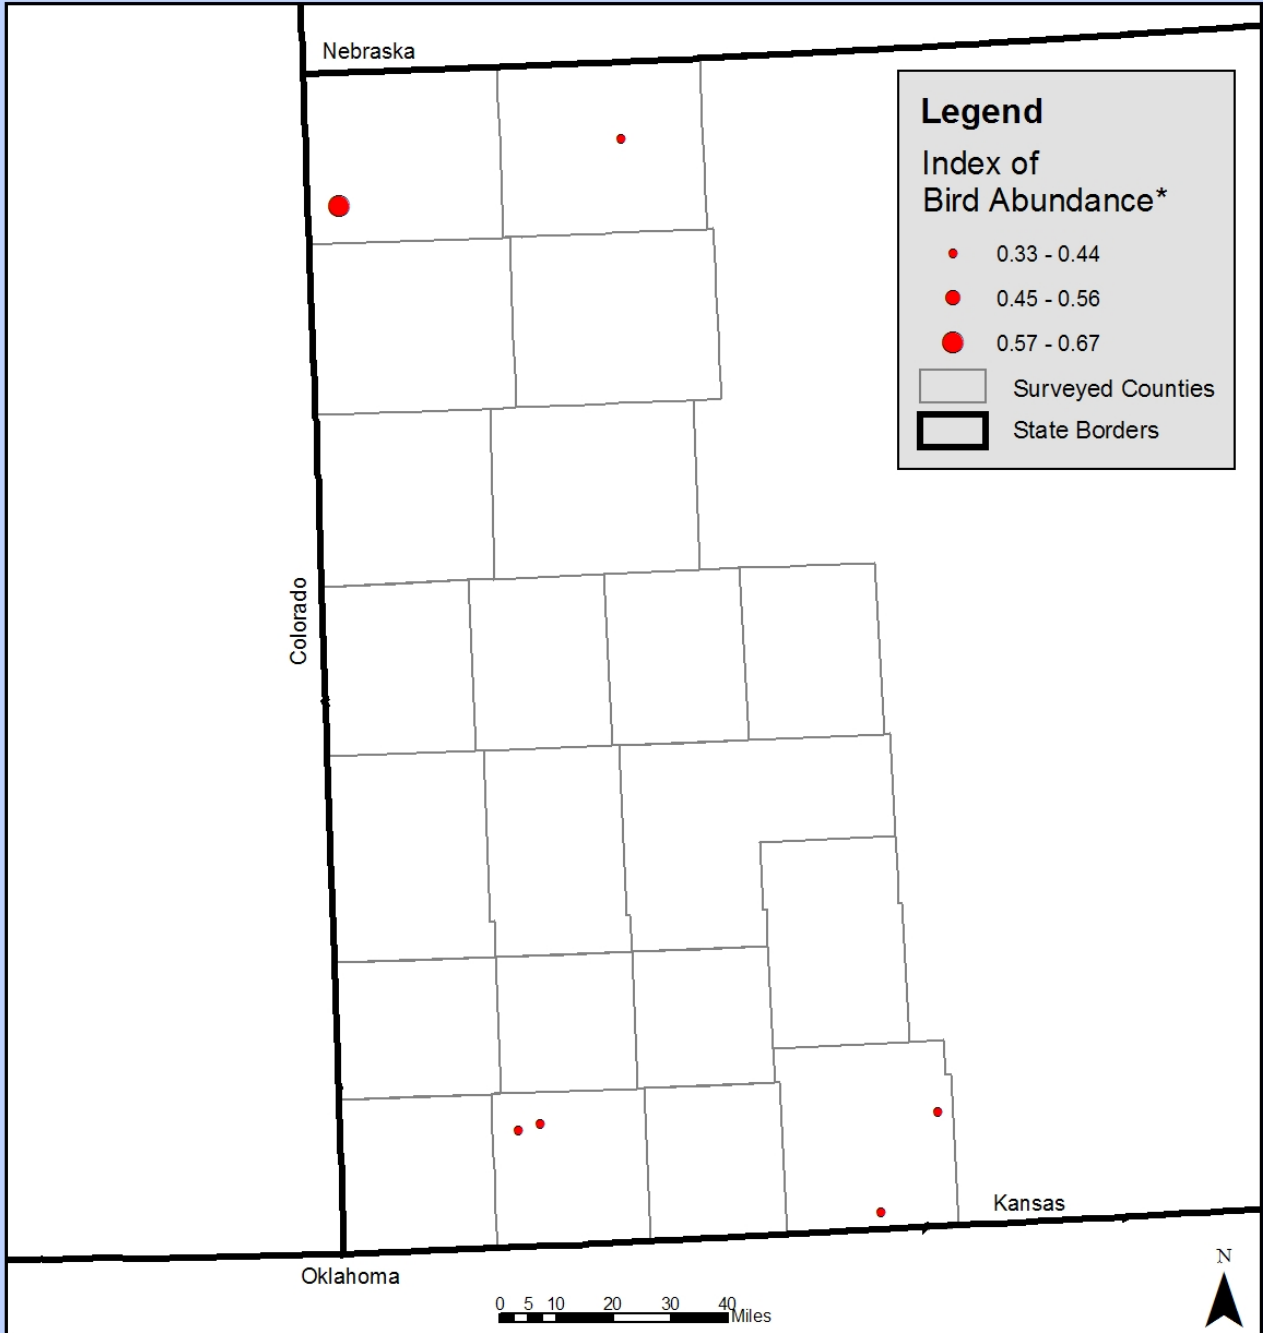 Nebraska
Legend
Index of
Bird Abundance*
0.33 - 0.44
0.45 - 0.56
0.57 - 0.67
Surveyed Counties
State Borders
Colorado
Kansas
Oklahoma
N
0 5 10 20 30 40
Miles